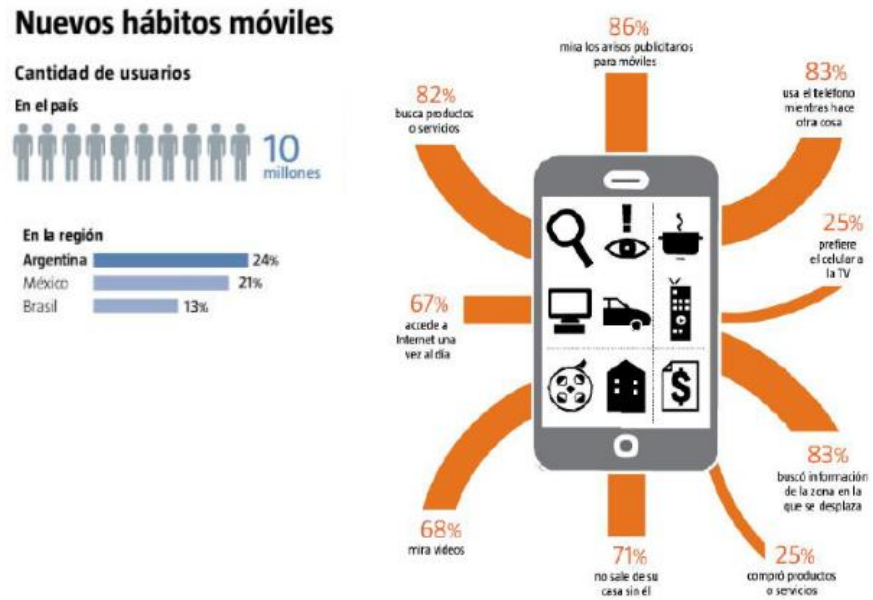 Nuevos hábitos móviles
Cantidad de usuarios
En el país
10
millones
En la región
Argentina 24%
México 21%
Brasil 13%
86%
mira los avisos publicitarios
para móviles
82%
busca productos
o servicios
83%
usa el teléfono
mientras hace
otra cosa
25%
prefiere
el celular a
la TV
67%
accede a
Internet una
vez al día
83%
buscó información
de la zona en la
que se desplaza
68%
mira videos
71%
no sale de su
casa sin él
25%
compró productos
o servicios